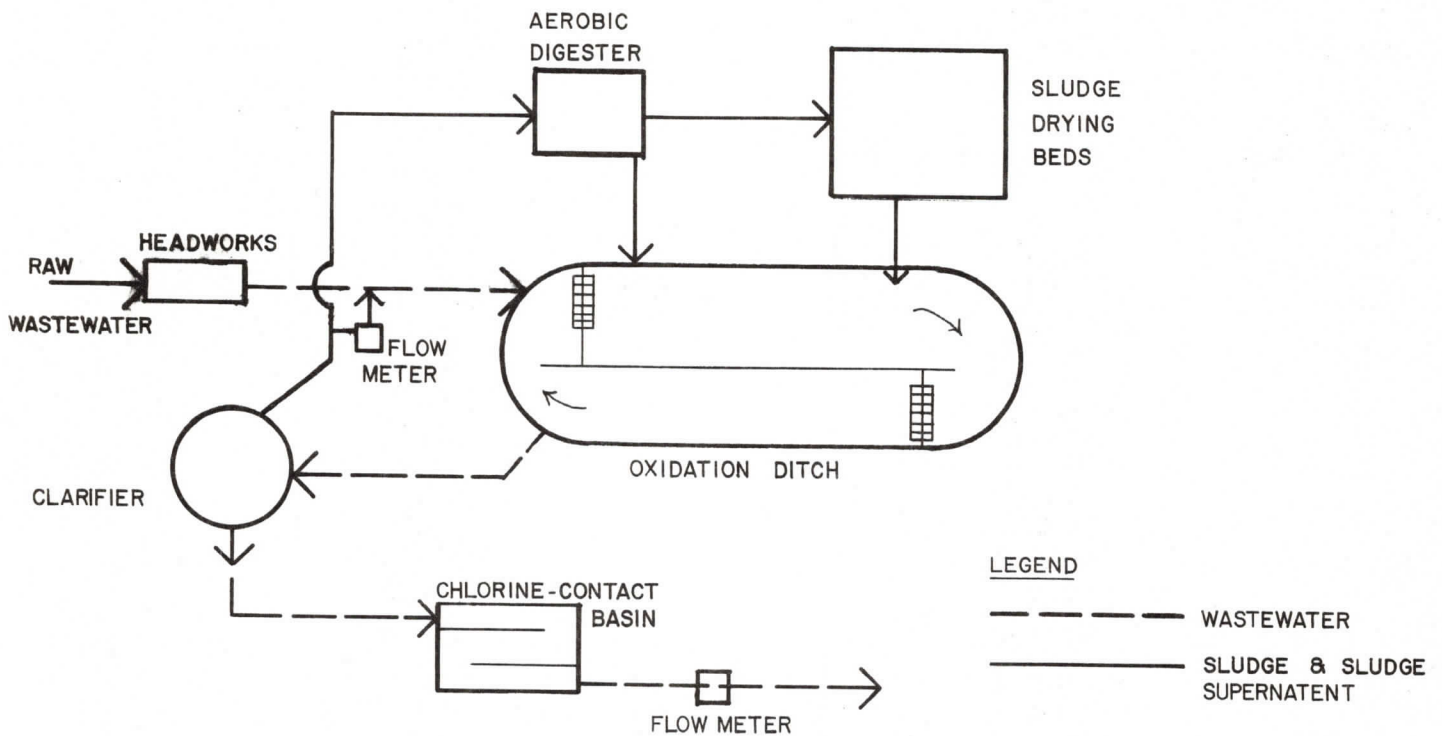 AEROBIC
DIGESTER
SLUDGE
DRYING
BEDS
HEADWORKS
RAW
WASTEWATER
FLOW
METER
OXIDATION DITCH
CLARIFIER
CHLORINE-CONTACT
BASIN
FLOW METER
LEGEND
WASTEWATER
SLUDGE & SLUDGE
SUPERNATENT